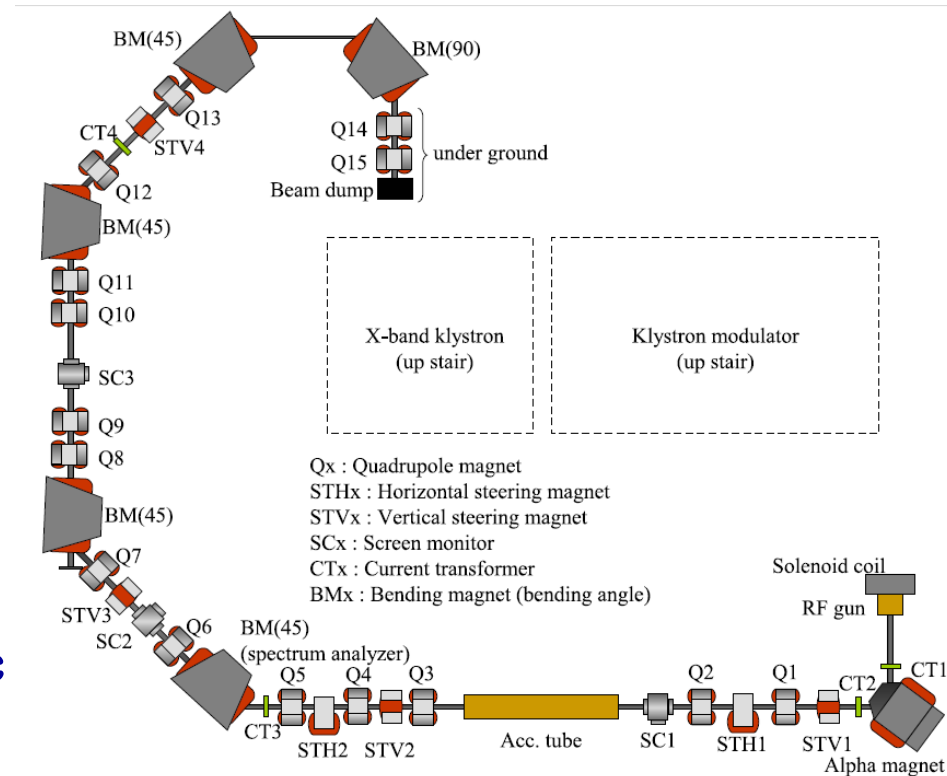 BM(45)
BM(90)
Q13
CT4
STV4
Q12
Q14
Q15
under ground
Beam dump
BM(45)
Q11
Q10
SC3
Q9
Q8
BM(45)
X-band klystron
(up stair)
Klystron modulator
(up stair)
Qx : Quadrupole magnet
STHx : Horizontal steering magnet
STVx : Vertical steering magnet
SCx : Screen monitor
CTx : Current transformer
BMx : Bending magnet (bending angle)
Q7
STV3
SC2
Q6
BM(45)
(spectrum analyzer)
Q5
Q4
Q3
CT3
STH2
STV2
Acc. tube
SC1
Q2
STH1
Q1
STV1
CT2
CT1
Solenoid coil
RF gun
Alpha magnet